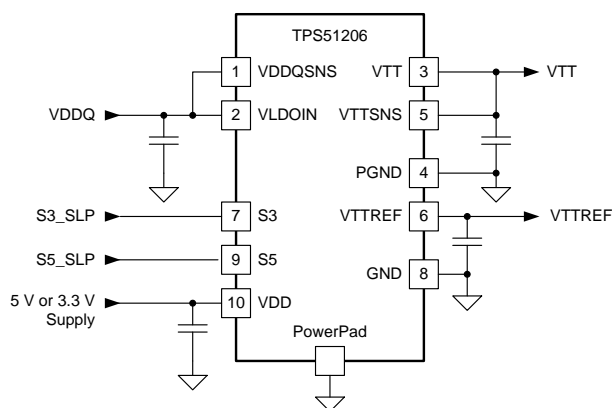 TPS51206
1 VDDQSNS VTT 3 VTT
VDDQ 2 VLDOIN VTTSNS 5
PGND 4
S3_SLP 7 S3 VTTREF 6 VTTREF
S5_SLP 9 S5 GND 8
5 V or 3.3 V
Supply
10 VDD
PowerPad